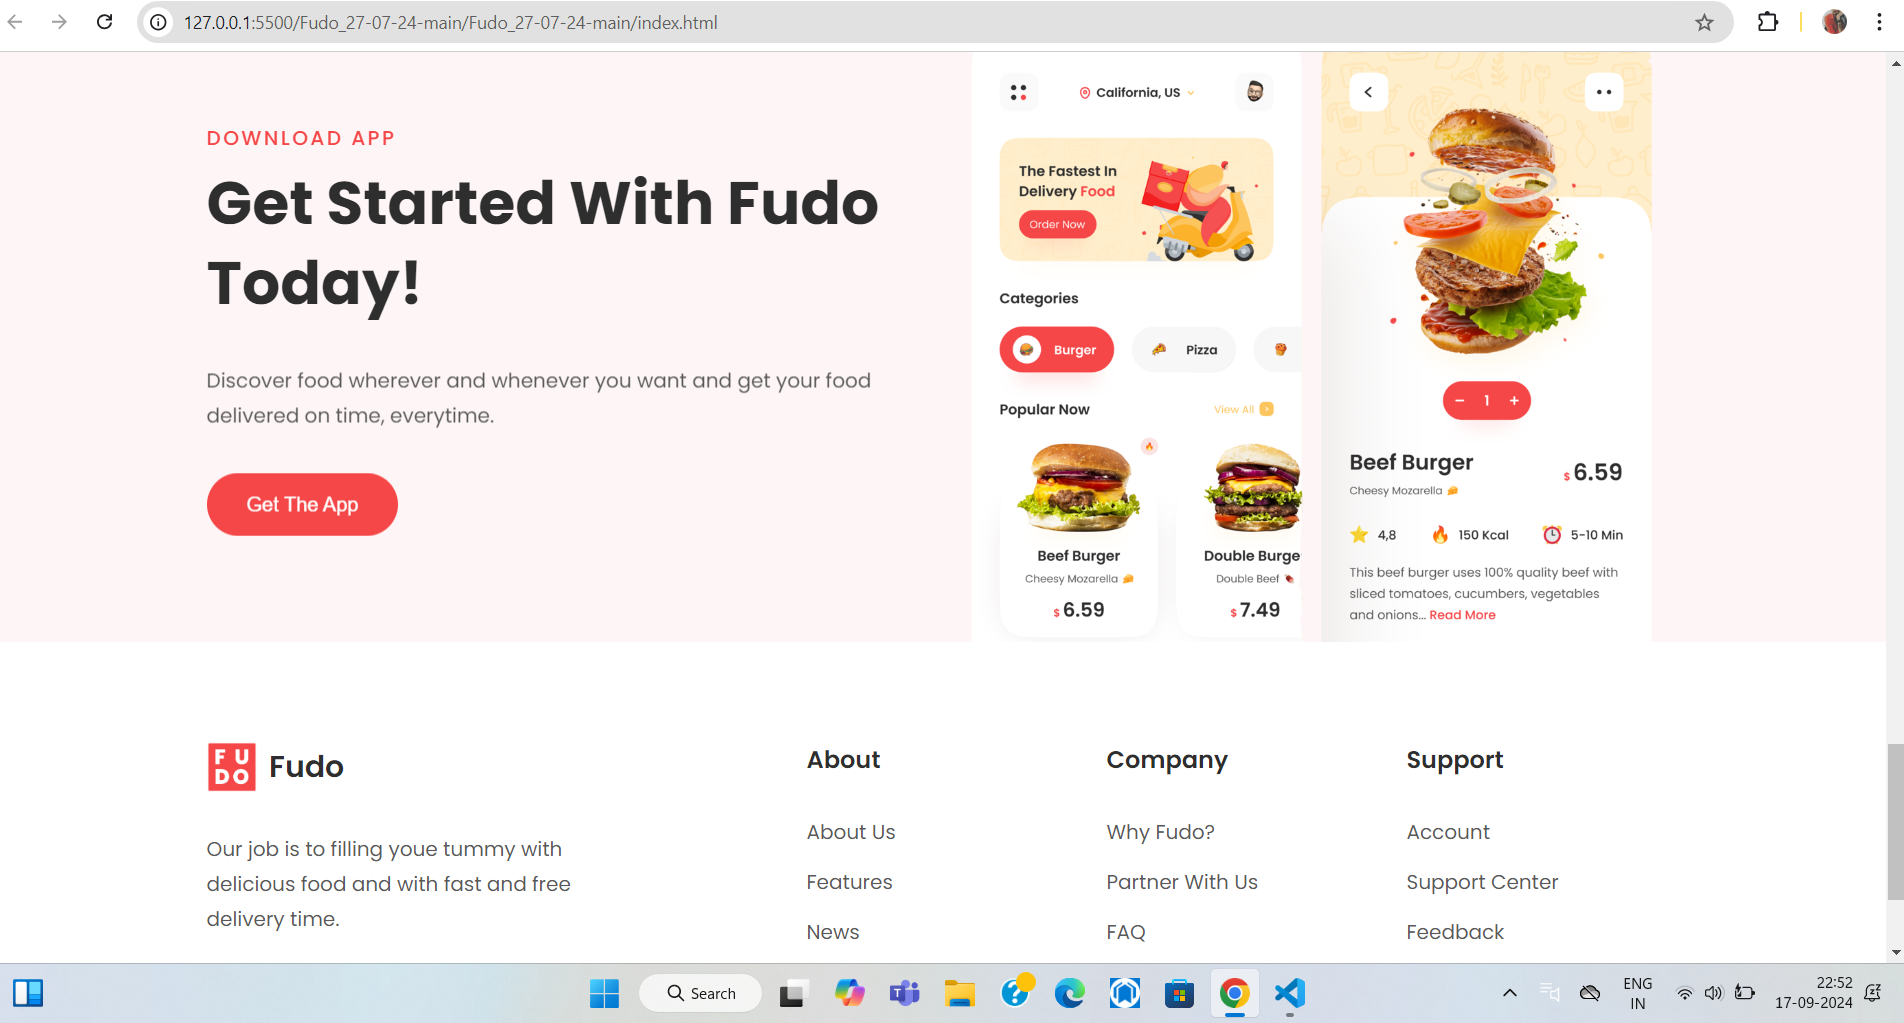 127.0.0.1:5500/Fudo_27-07-24-main/Fudo_27-07-24-main/index.html
DOWNLOAD APP
Get Started With Fudo
Today!
Discover food wherever and whenever you want and get your food
delivered on time, everytime.
Get The App
California, US
The Fastest In
Delivery Food
Order Now
Categories
Burger
Pizza
Popular Now
View All
Beef Burger
Cheesy Mozarella
$ 6.59
Double Burge
Double Beef
$ 7.49
1
Beef Burger
Cheesy Mozarella
$ 6.59
4,8
150 Kcal
5-10 Min
This beef burger uses 100% quality beef with
sliced tomatoes, cucumbers, vegetables
and onions... Read More
FU
DO
Fudo
Our job is to filling youe tummy with
delicious food and with fast and free
delivery time.
About
About Us
Features
News
Company
Why Fudo?
Partner With Us
FAQ
Support
Account
Support Center
Feedback
Search
ENG
IN
22:52
17-09-2024